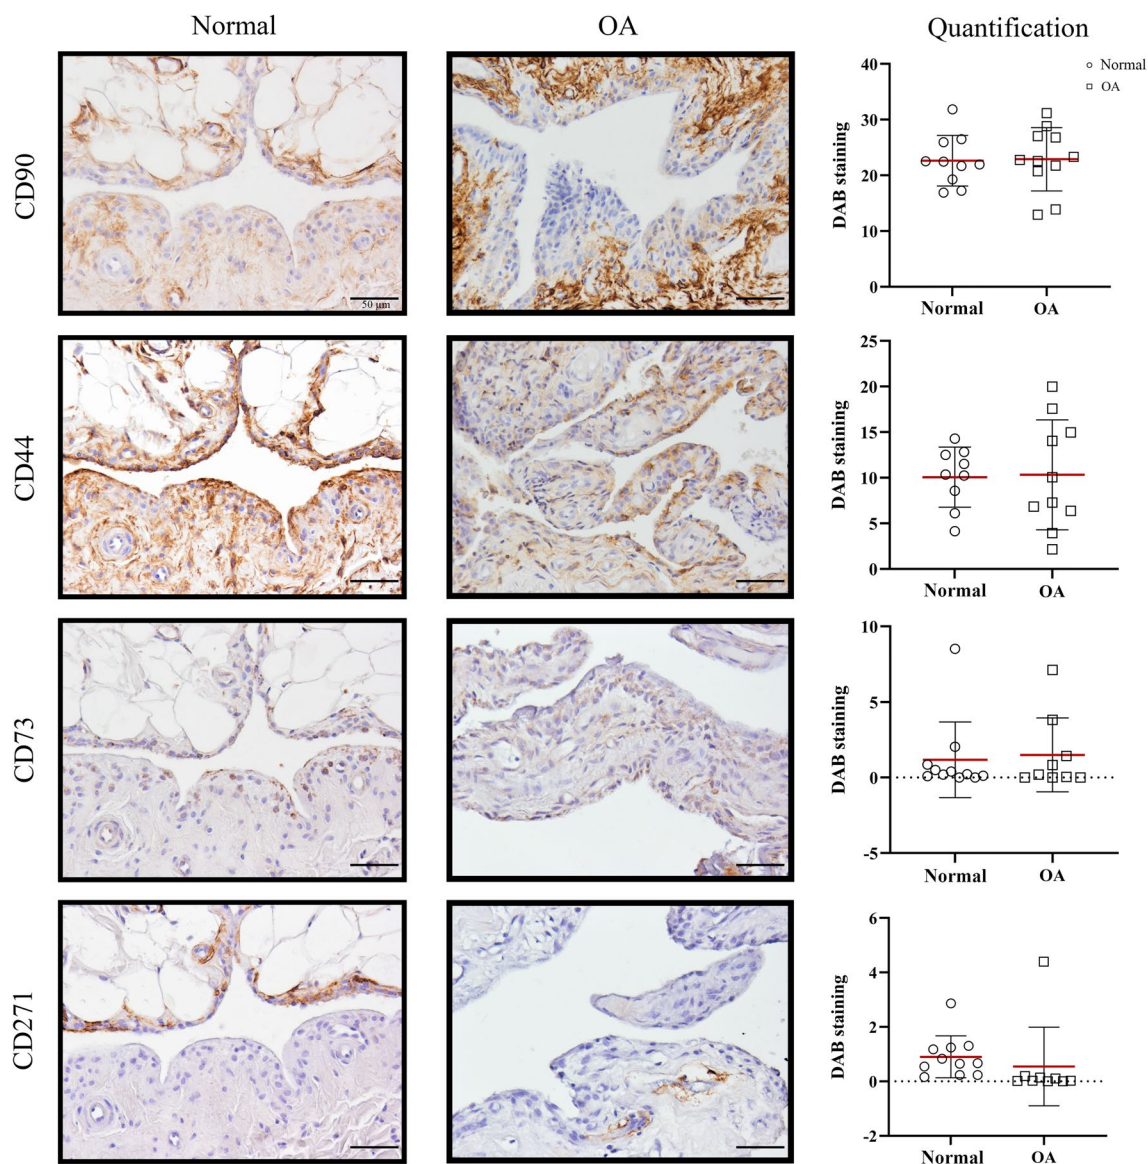 Normal
OA
Quantification
CD90
50 µm
DAB staining
40
30
20
10
0
Normal
OA
Normal
OA
CD44
DAB staining
25
20
15
10
5
0
Normal
OA
CD73
DAB staining
10
5
0
-5
Normal
OA
CD271
DAB staining
6
4
2
0
-2
Normal
OA